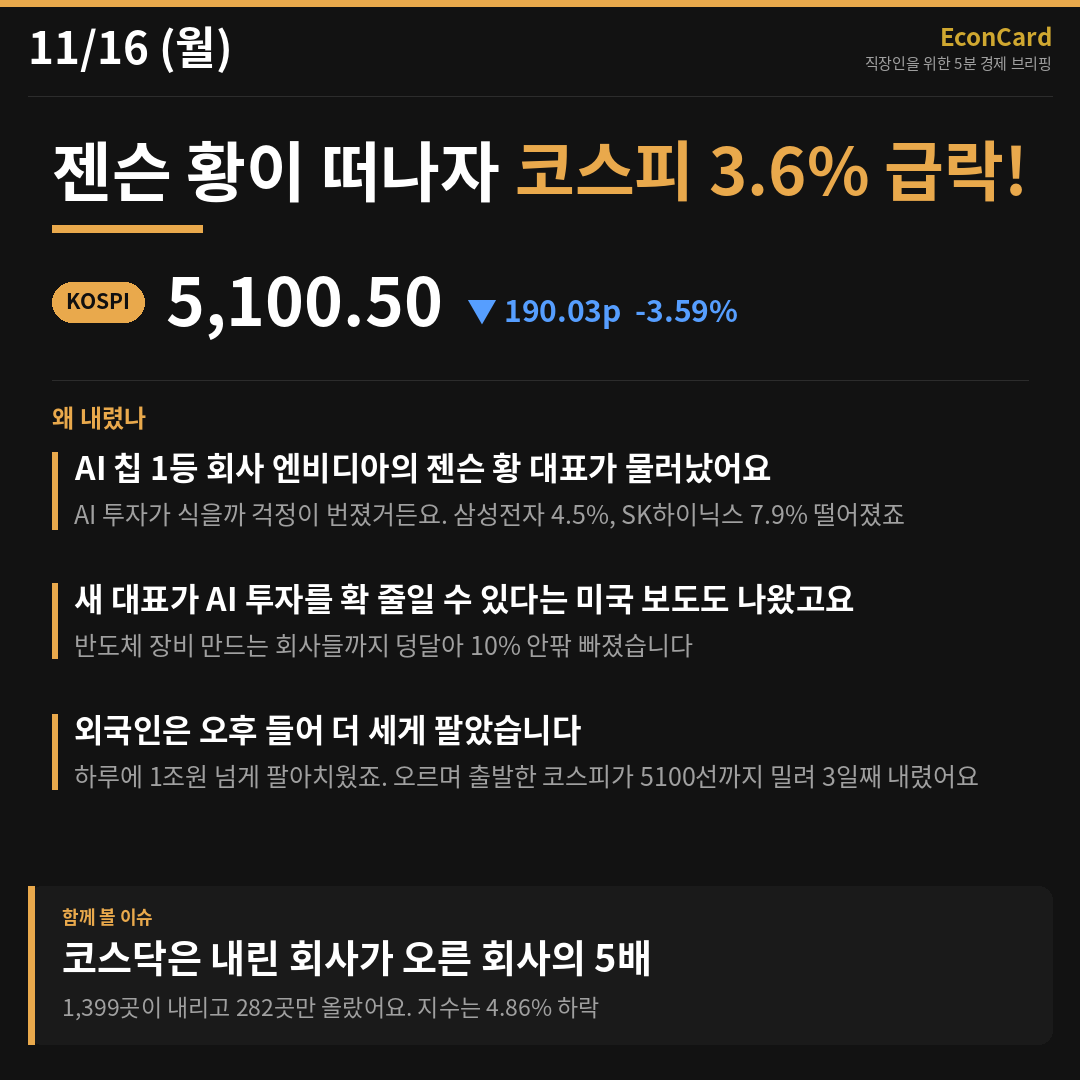 11/16 (월)
EconCard
직장인을 위한 5분 경제 브리핑
젠슨 황이 떠나자 코스피 3.6% 급락!
KOSPI 5,100.50 ▼ 190.03p -3.59%
왜 내렸나
AI 칩 1등 회사 엔비디아의 젠슨 황 대표가 물러났어요
AI 투자가 식을까 걱정이 번졌거든요. 삼성전자 4.5%, SK하이닉스 7.9% 떨어졌죠
새 대표가 AI 투자를 확 줄일 수 있다는 미국 보도도 나왔고요
반도체 장비 만드는 회사들까지 덩달아 10% 안팎 빠졌습니다
외국인은 오후 들어 더 세게 팔았습니다
하루에 1조원 넘게 팔아치웠죠. 오르며 출발한 코스피가 5100선까지 밀려 3일째 내렸어요
함께 볼 이슈
코스닥은 내린 회사가 오른 회사의 5배
1,399곳이 내리고 282곳만 올랐어요. 지수는 4.86% 하락